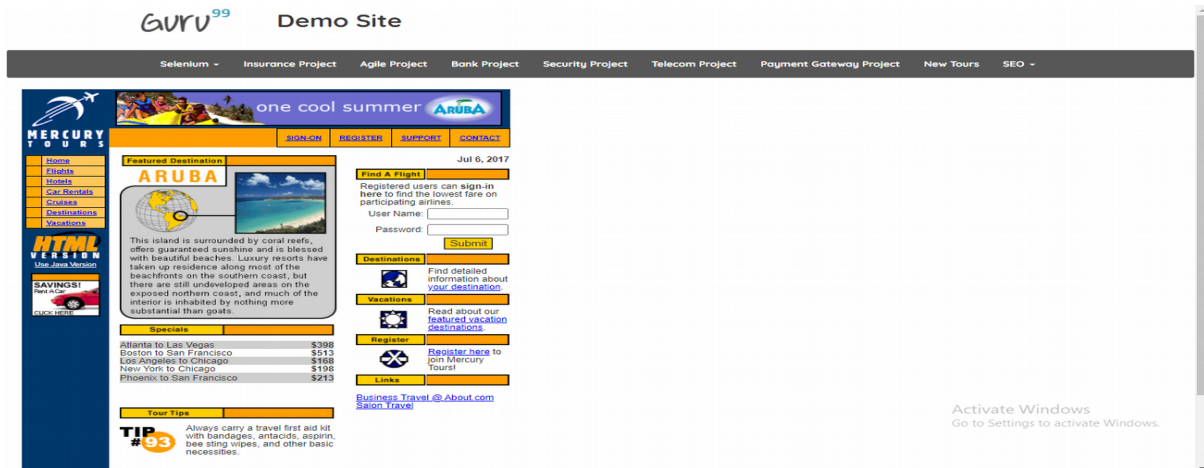 Guru99 Demo Site
Selenium Insurance Project Agile Project Bank Project Security Project Telecom Project Payment Gateway Project New Tours SEO
one cool summer ARUBA
MERCURY
TOURS
SIGN-ON REGISTER SUPPORT CONTACT
Home
Flights
Hotels
Car Rentals
Cruises
Destinations
Vacations
HTML
VERSION
Use Java Version
SAVINGS!
Rent A Car
CLICK HERE
Featured Destination
ARUBA
This island is surrounded by coral reefs,
offers guaranteed sunshine and is blessed
with beautiful beaches. Luxury resorts have
taken up residence along most of the
beachfronts on the southern coast, but
there are still undeveloped areas on the
exposed northern coast, and much of the
interior is inhabited by nothing more
substantial than goats.
Specials
Atlanta to Las Vegas $398
Boston to San Francisco $513
Los Angeles to Chicago $168
New York to Chicago $198
Phoenix to San Francisco $213
Tour Tips
TIP
#93
Always carry a travel first aid kit
with bandages, antacids, aspirin,
bee sting wipes, and other basic
necessities.
Jul 6, 2017
Find A Flight
Registered users can sign-in
here to find the lowest fare on
participating airlines.
User Name:
Password:
Submit
Destinations
Find detailed
information about
your destination.
Vacations
Read about our
featured vacation
destinations.
Register
Register here to
join Mercury
Tours!
Links
Business Travel @ About.com
Salon Travel
Activate Windows
Go to Settings to activate Windows.